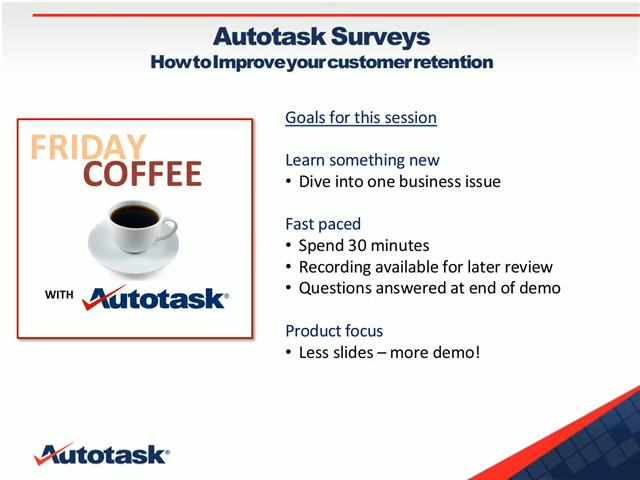 Autotask Surveys
How to Improve your customer retention
FRIDAY
COFFEE
WITH Autotask®
Goals for this session
Learn something new
• Dive into one business issue
Fast paced
• Spend 30 minutes
• Recording available for later review
• Questions answered at end of demo
Product focus
• Less slides – more demo!
Autotask®